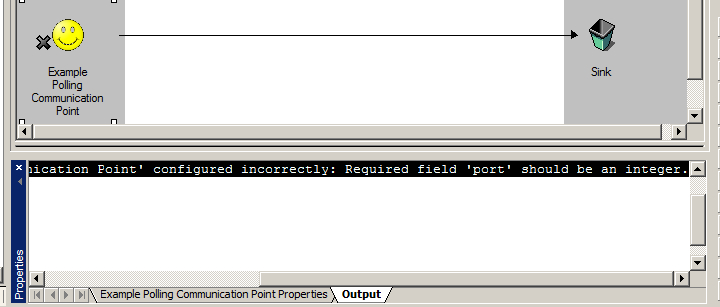 Example
Polling
Communication
Point
Sink
nication Point' configured incorrectly: Required field 'port' should be an integer.
Properties
Example Polling Communication Point Properties
Output